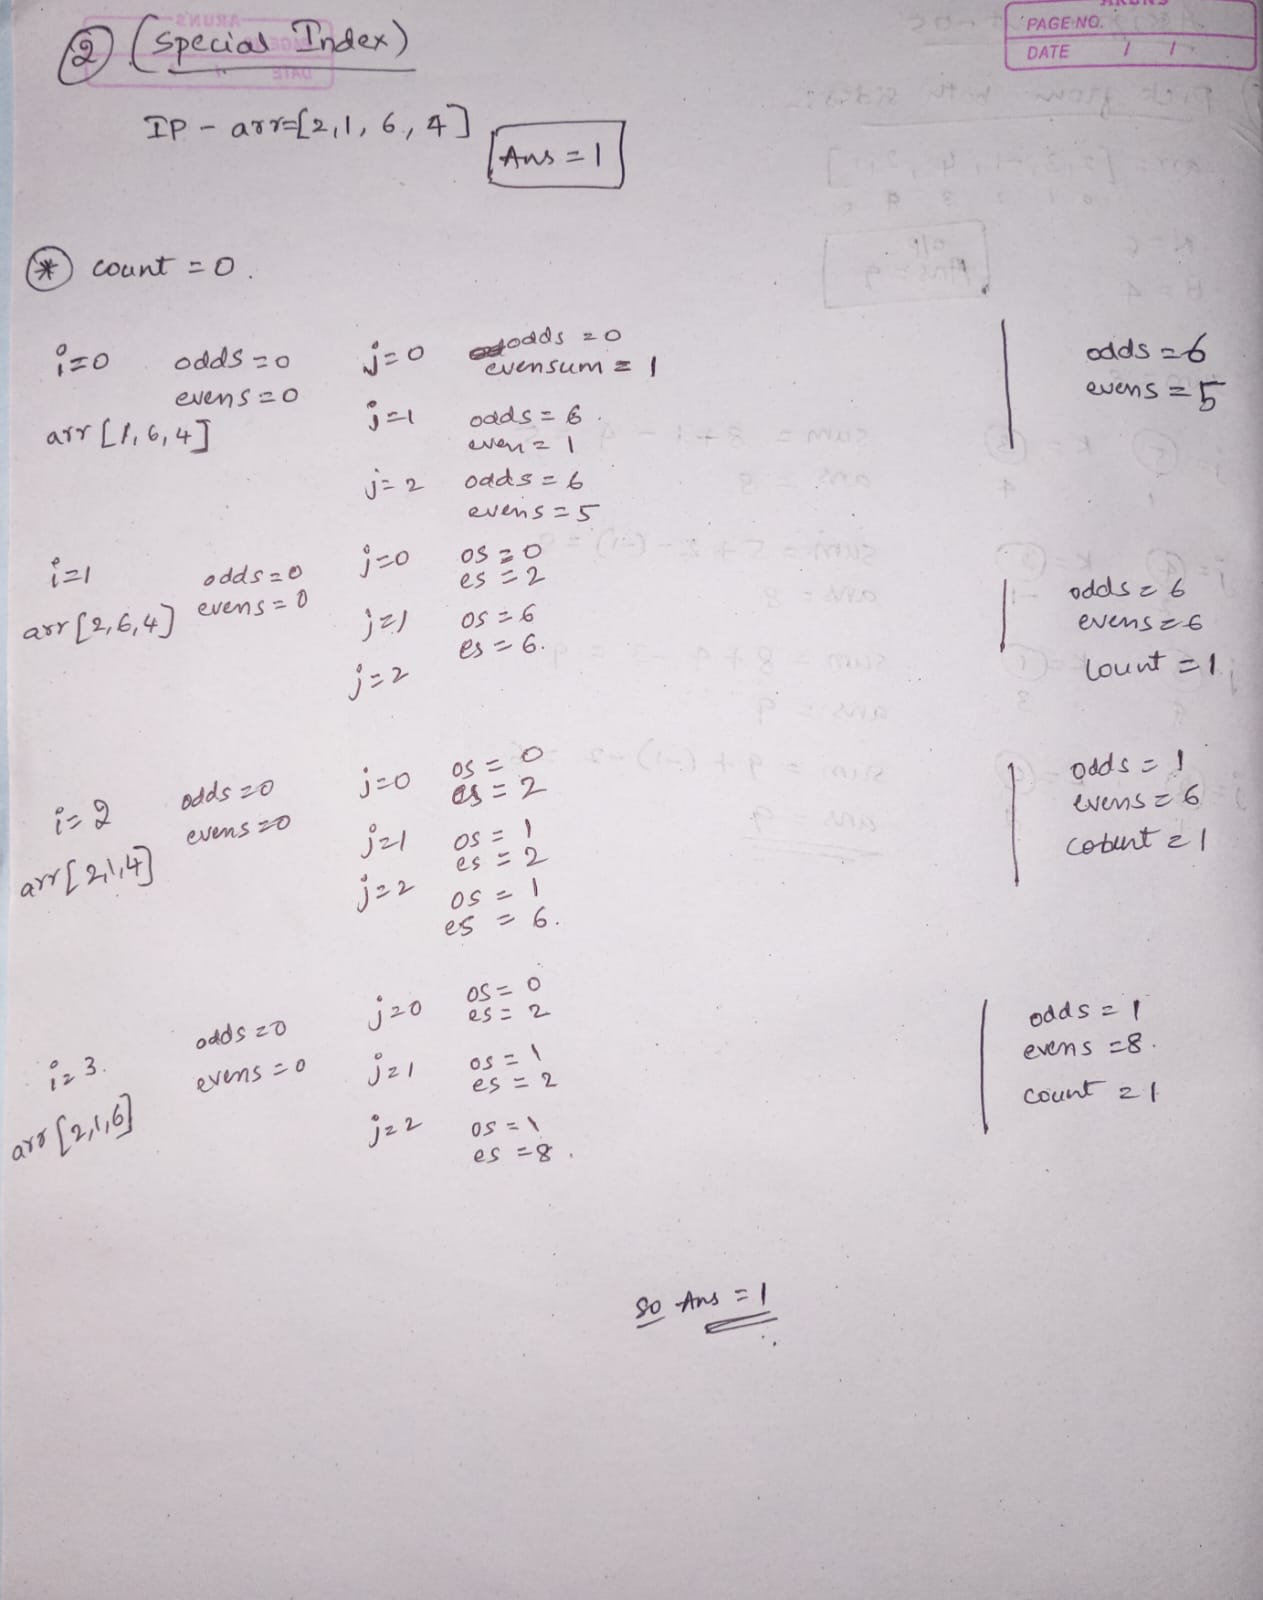 ARUNS
PAGE NO.
DATE / /
② (Special Index)
IP - arr=[2,1, 6, 4]
Ans = 1
* count = 0.
i=0 odds=0 j=0 odds = 0
evens=0 evensum = 1
arr [1,6,4] j=1 odds = 6.
even = 1
j=2 odds = 6
evens = 5
odds = 6
evens = 5
i=1 odds=0 j=0 os = 0
evens=0 es = 2
arr [2,6,4] j=1 os = 6
es = 6.
j=2
odds = 6
evens = 6
Count = 1
i=2 odds=0 j=0 os = 0
evens=0 es = 2
arr[2,1,4] j=1 os = 1
es = 2
j=2 os = 1
es = 6.
odds = 1
evens = 6
count = 1
i=3. odds=0 j=0 os = 0
evens=0 es = 2
arr [2,1,6] j=1 os = 1
es = 2
j=2 os = 1
es = 8.
odds = 1
evens = 8.
count = 1
So Ans = 1